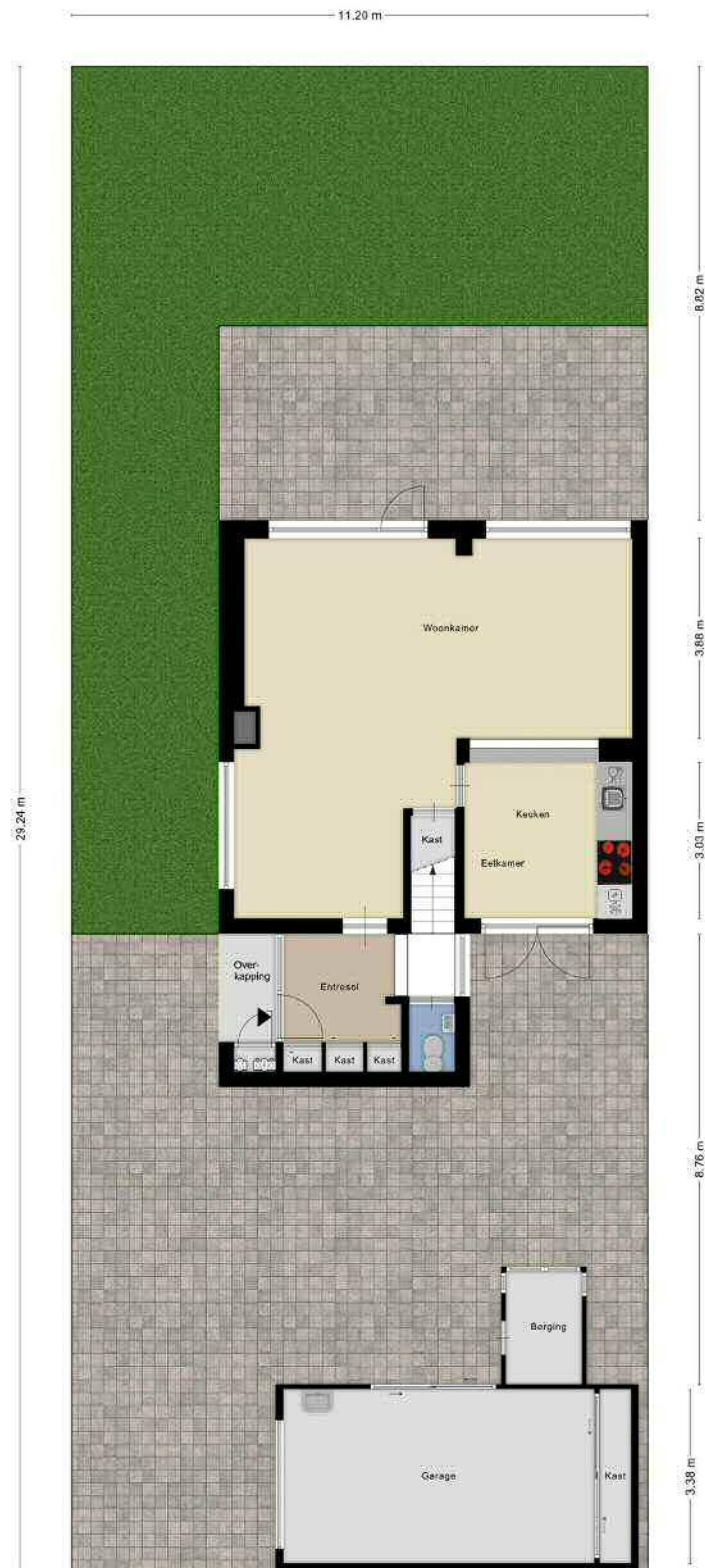 11.20 m
8.82 m
Woonkamer
3.88 m
29.24 m
Keuken
3.03 m
Kast
Eetkamer
Over-
kapping
Entresol
Kast
Kast
Kast
8.76 m
Berging
Garage
Kast
3.38 m